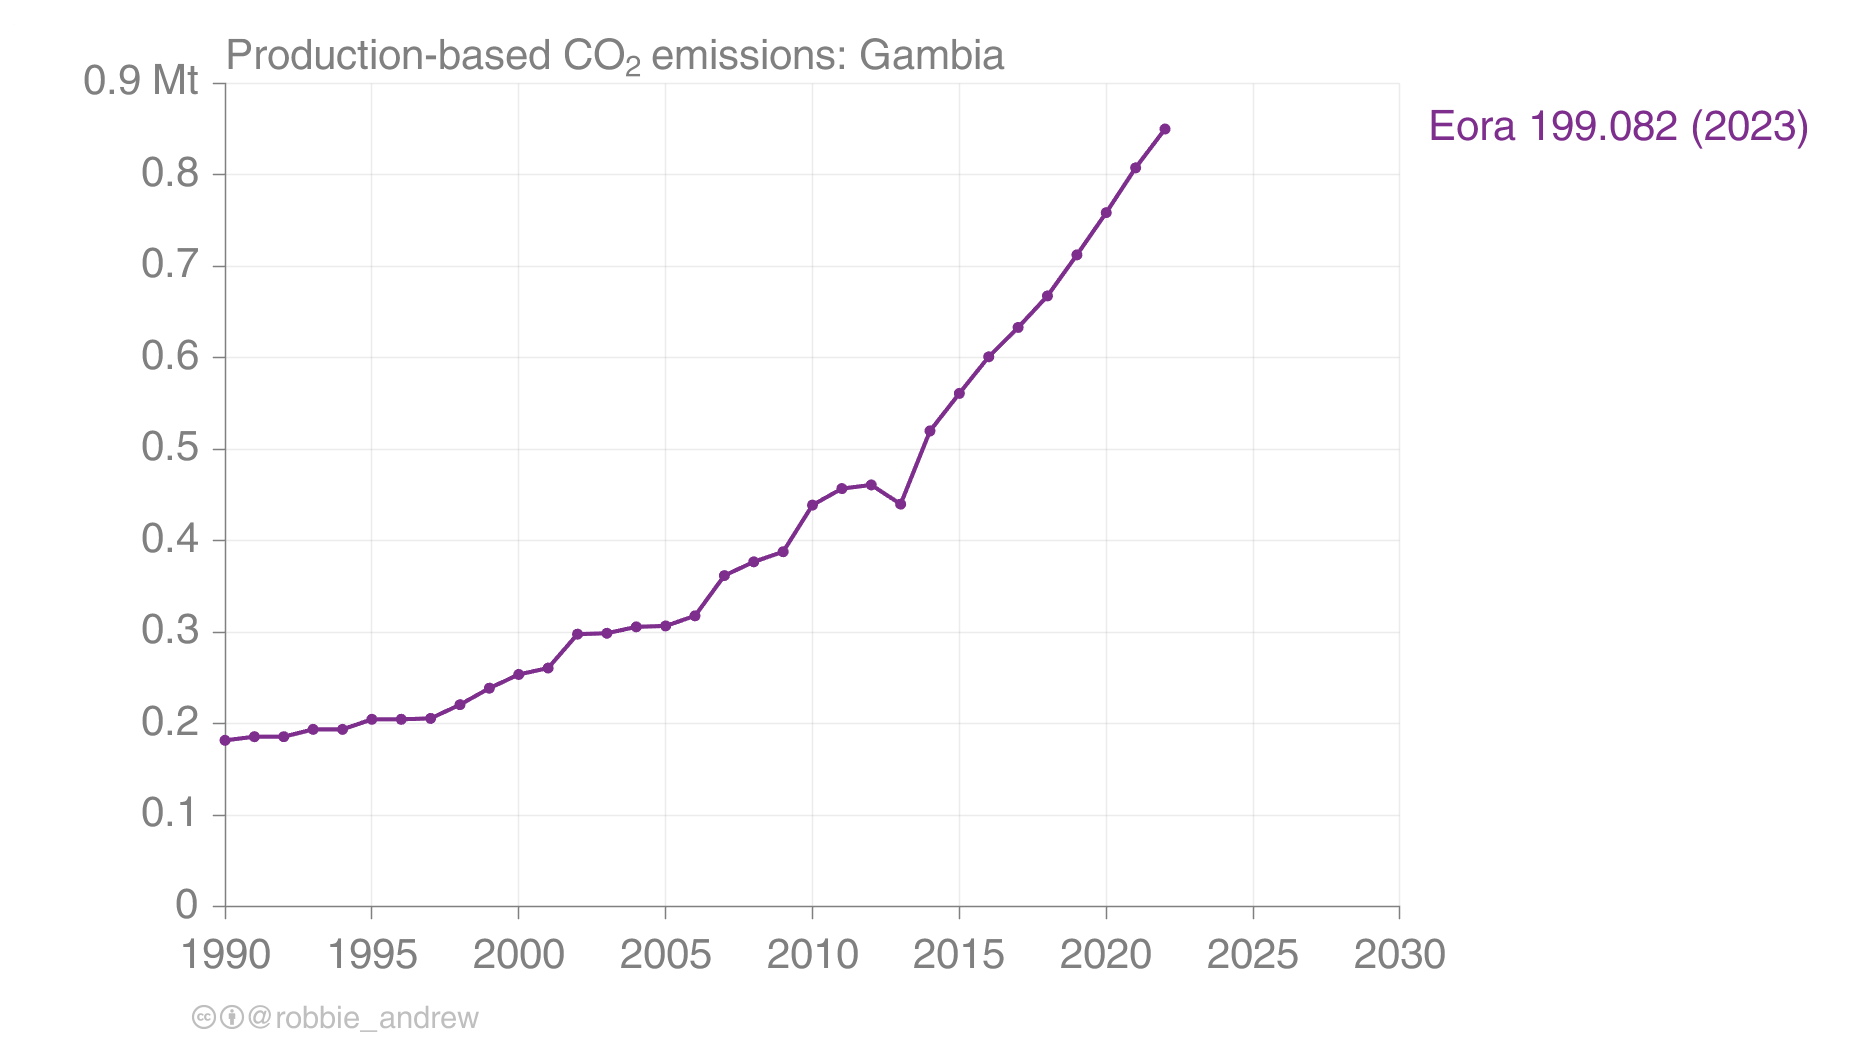 Production-based CO₂ emissions: Gambia
0.9 Mt
0.8
0.7
0.6
0.5
0.4
0.3
0.2
0.1
0
1990 1995 2000 2005 2010 2015 2020 2025 2030
Eora 199.082 (2023)
cc @robbie_andrew